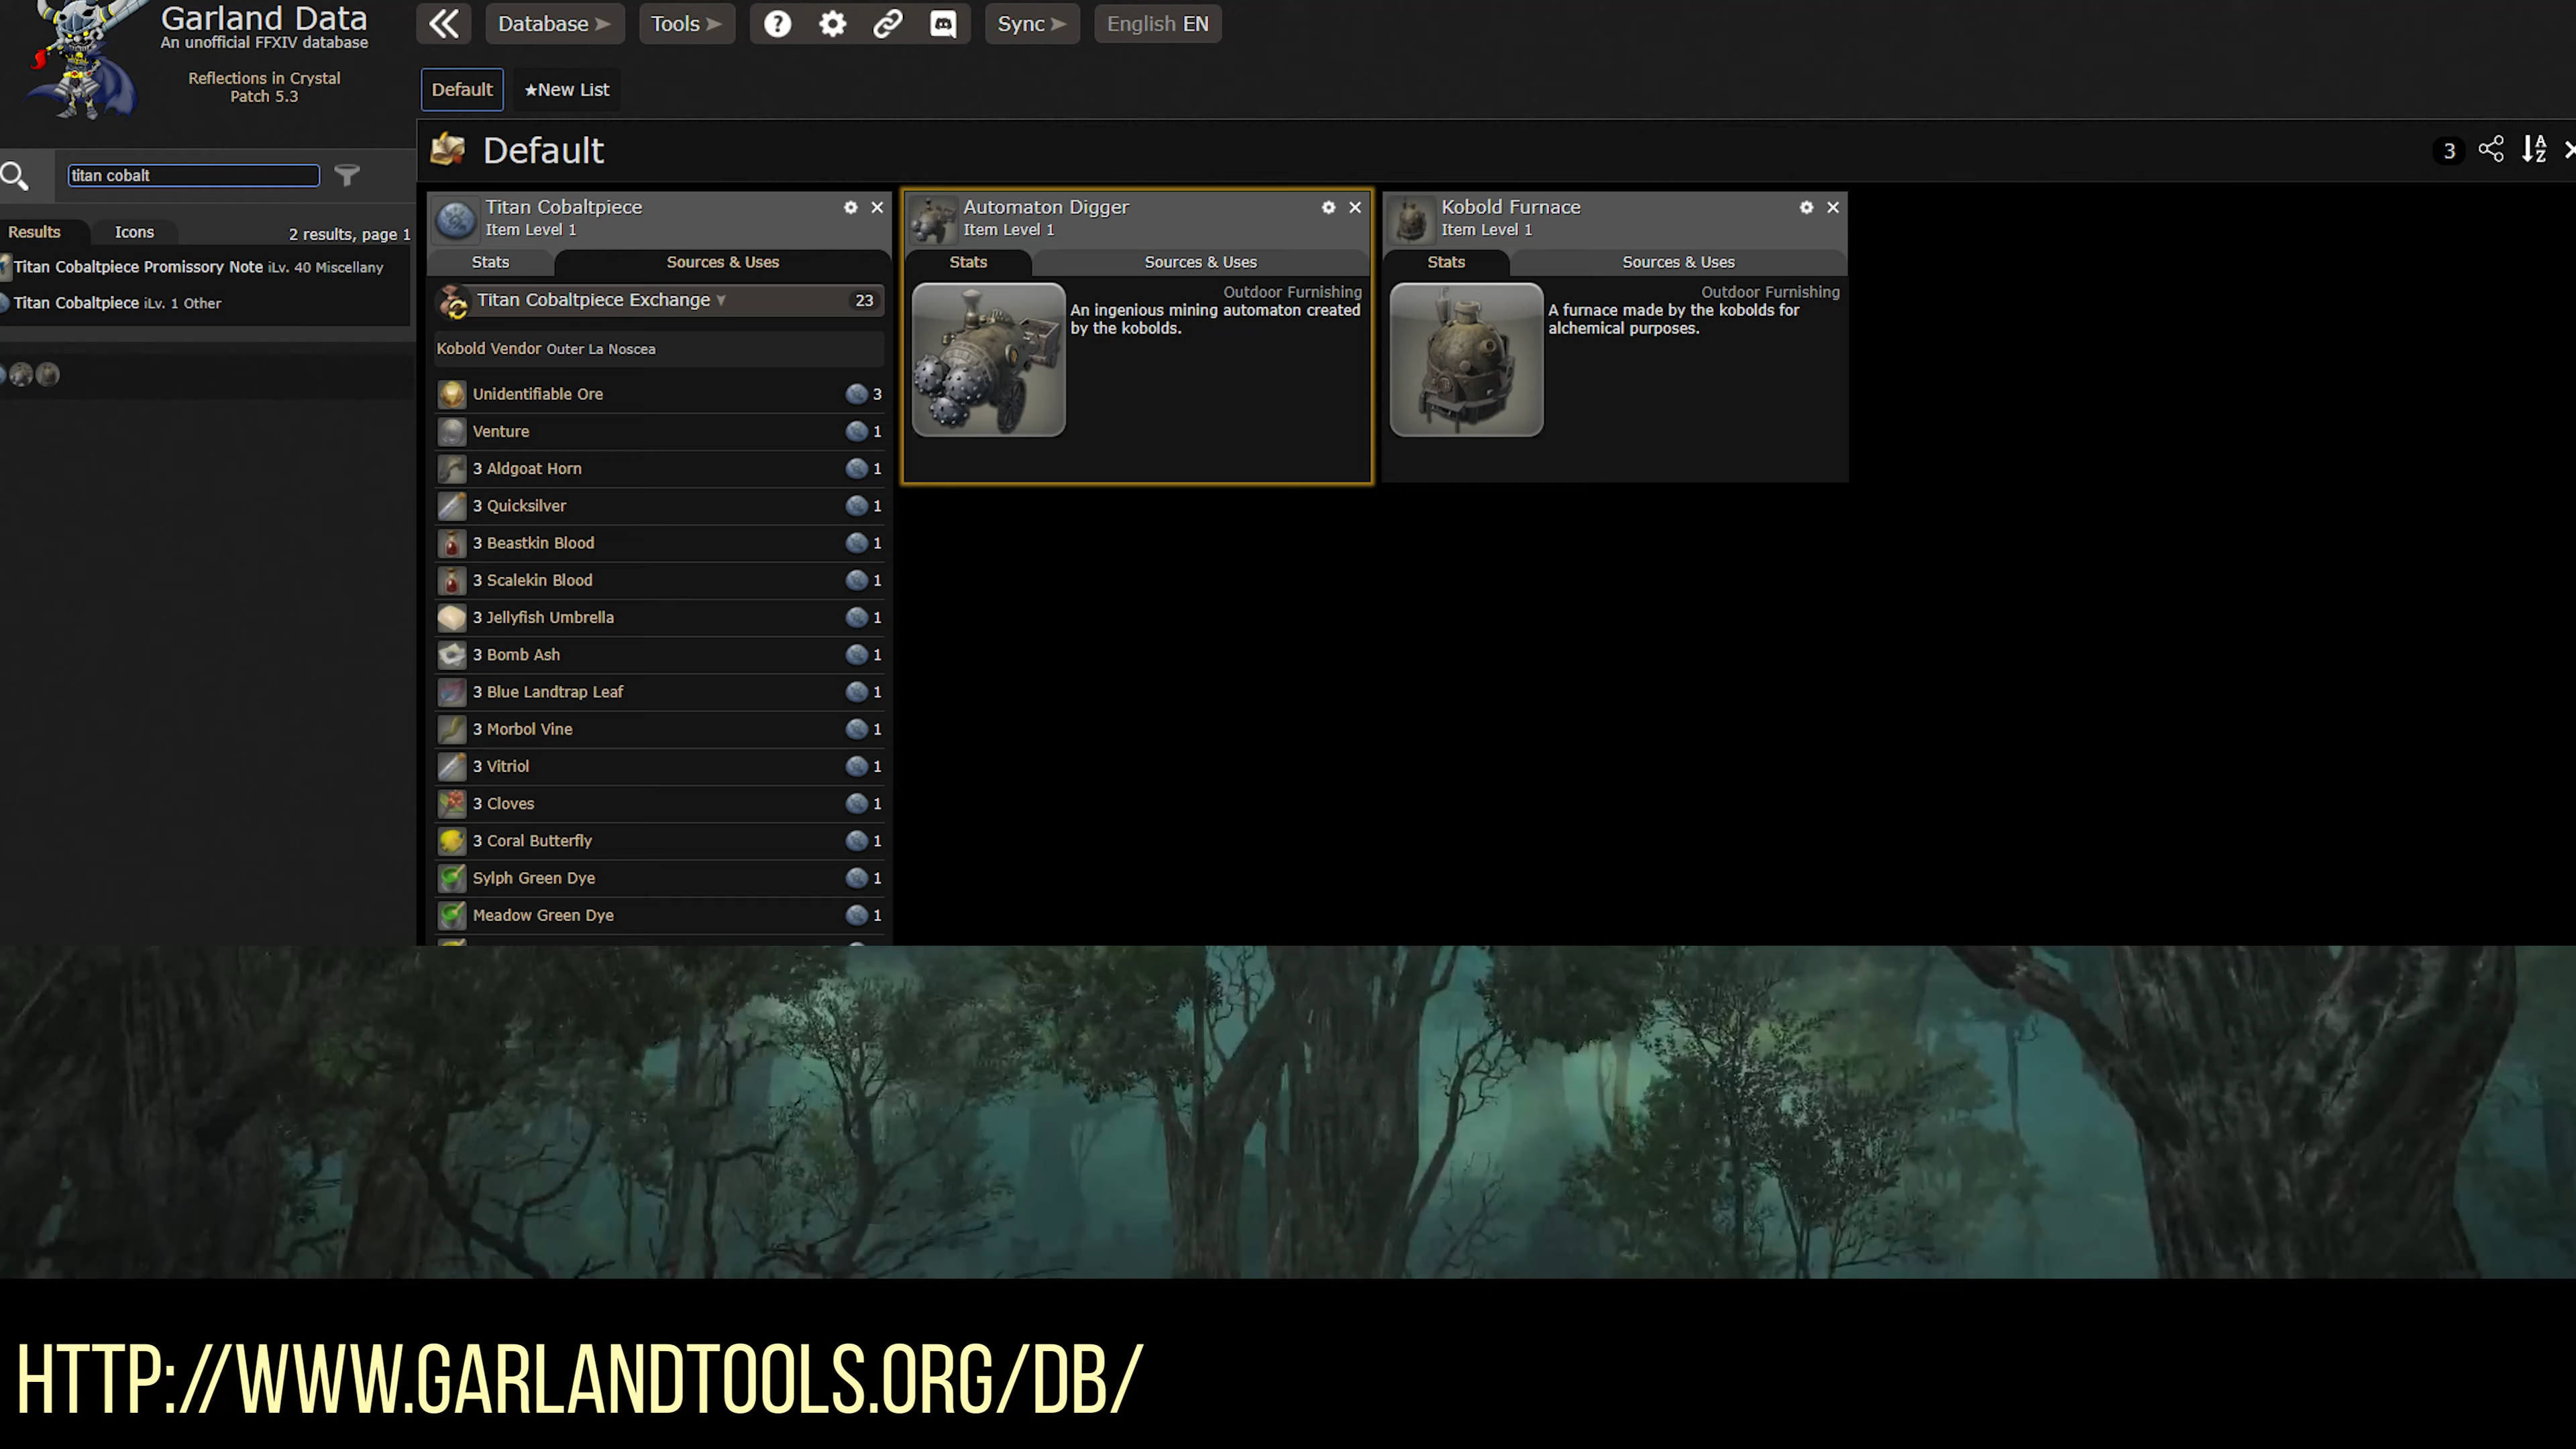 Garland Data
An unofficial FFXIV database
Reflections in Crystal
Patch 5.3
Database
Tools
?
Sync
English EN
Default
★New List
titan cobalt
Results
Icons
2 results, page 1
Titan Cobaltpiece Promissory Note iLv. 40 Miscellany
Titan Cobaltpiece iLv. 1 Other
Default
3
A
Z
Titan Cobaltpiece
Item Level 1
Stats
Sources & Uses
Titan Cobaltpiece Exchange
23
Kobold Vendor Outer La Noscea
Unidentifiable Ore 3
Venture 1
3 Aldgoat Horn 1
3 Quicksilver 1
3 Beastkin Blood 1
3 Scalekin Blood 1
3 Jellyfish Umbrella 1
3 Bomb Ash 1
3 Blue Landtrap Leaf 1
3 Morbol Vine 1
3 Vitriol 1
3 Cloves 1
3 Coral Butterfly 1
Sylph Green Dye 1
Meadow Green Dye 1
Automaton Digger
Item Level 1
Stats
Sources & Uses
Outdoor Furnishing
An ingenious mining automaton created
by the kobolds.
Kobold Furnace
Item Level 1
Stats
Sources & Uses
Outdoor Furnishing
A furnace made by the kobolds for
alchemical purposes.
HTTP://WWW.GARLANDTOOLS.ORG/DB/